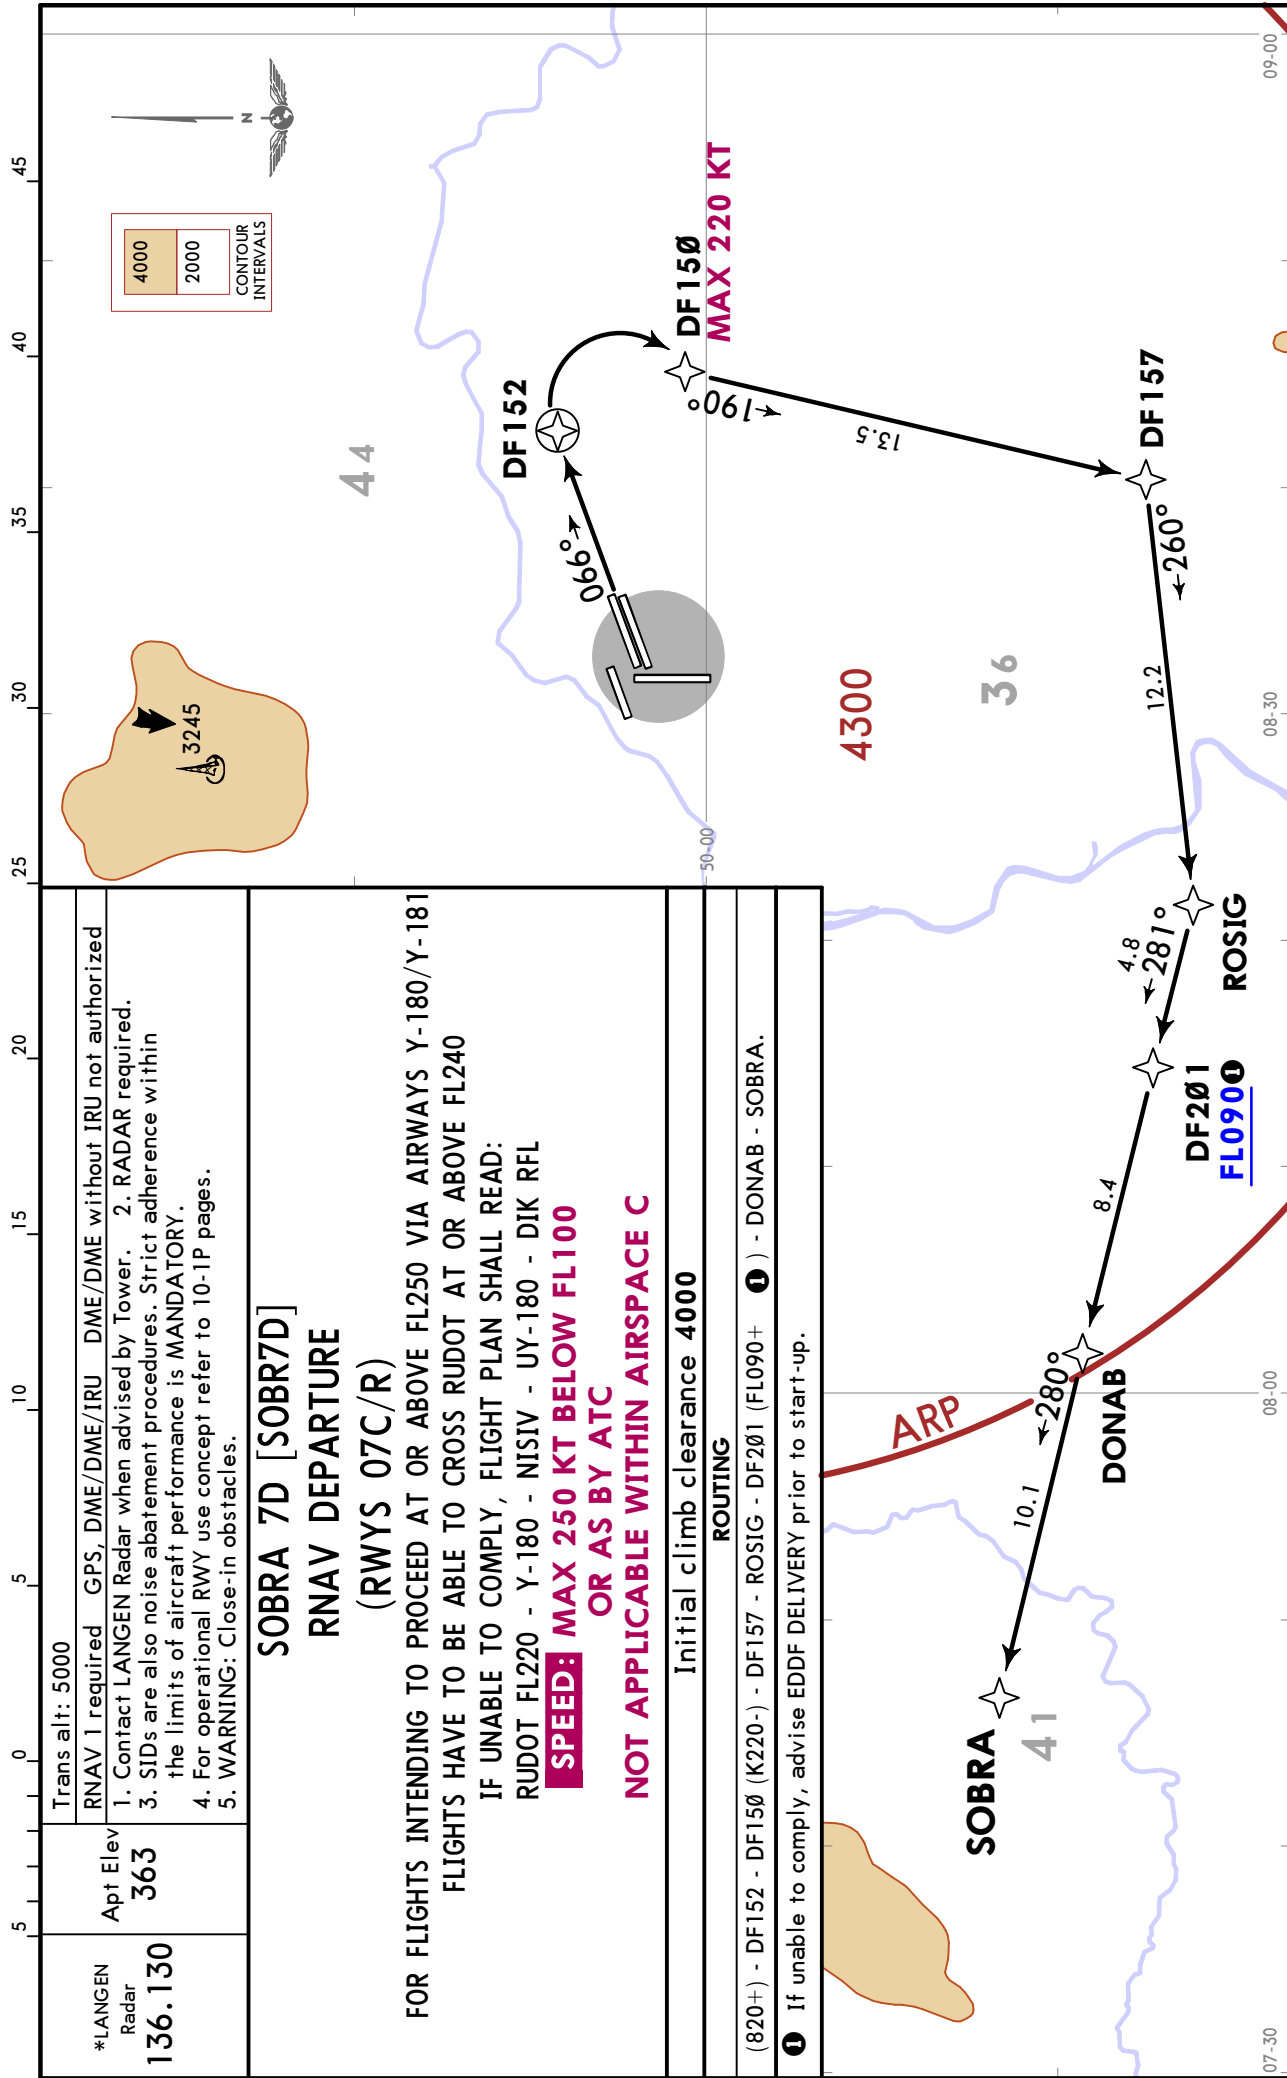 5
0
5
10
15
20
25
30
35
40
45
*LANGEN
Radar
136.130
Apt Elev
363
Trans alt: 5000
RNAV 1 required GPS, DME/DME/IRU DME/DME without IRU not authorized
1. Contact LANGEN Radar when advised by Tower. 2. RADAR required.
3. SIDs are also noise abatement procedures. Strict adherence within
the limits of aircraft performance is MANDATORY.
4. For operational RWY use concept refer to 10-1P pages.
5. WARNING: Close-in obstacles.
SOBRA 7D [SOBR7D]
RNAV DEPARTURE
(RWYS 07C/R)
FOR FLIGHTS INTENDING TO PROCEED AT OR ABOVE FL250 VIA AIRWAYS Y-180/Y-181
FLIGHTS HAVE TO BE ABLE TO CROSS RUDOT AT OR ABOVE FL240
IF UNABLE TO COMPLY, FLIGHT PLAN SHALL READ:
RUDOT FL220 - Y-180 - NISIV - UY-180 - DIK RFL
SPEED: MAX 250 KT BELOW FL100
OR AS BY ATC
NOT APPLICABLE WITHIN AIRSPACE C
Initial climb clearance 4000
ROUTING
(820+) - DF152 - DF15Ø (K220-) - DF157 - ROSIG - DF2Ø1 (FL090+ ❶) - DONAB - SOBRA.
❶ If unable to comply, advise EDDF DELIVERY prior to start-up.
4000
2000
CONTOUR
INTERVALS
N
3245
44
DF152
066°
DF15Ø
MAX 220 KT
190°
13.5
50-00
4300
36
DF157
260°
12.2
ROSIG
4.8
281°
DF2Ø1
FL090❶
8.4
ARP
DONAB
280°
10.1
SOBRA
41
07-30
08-00
08-30
09-00